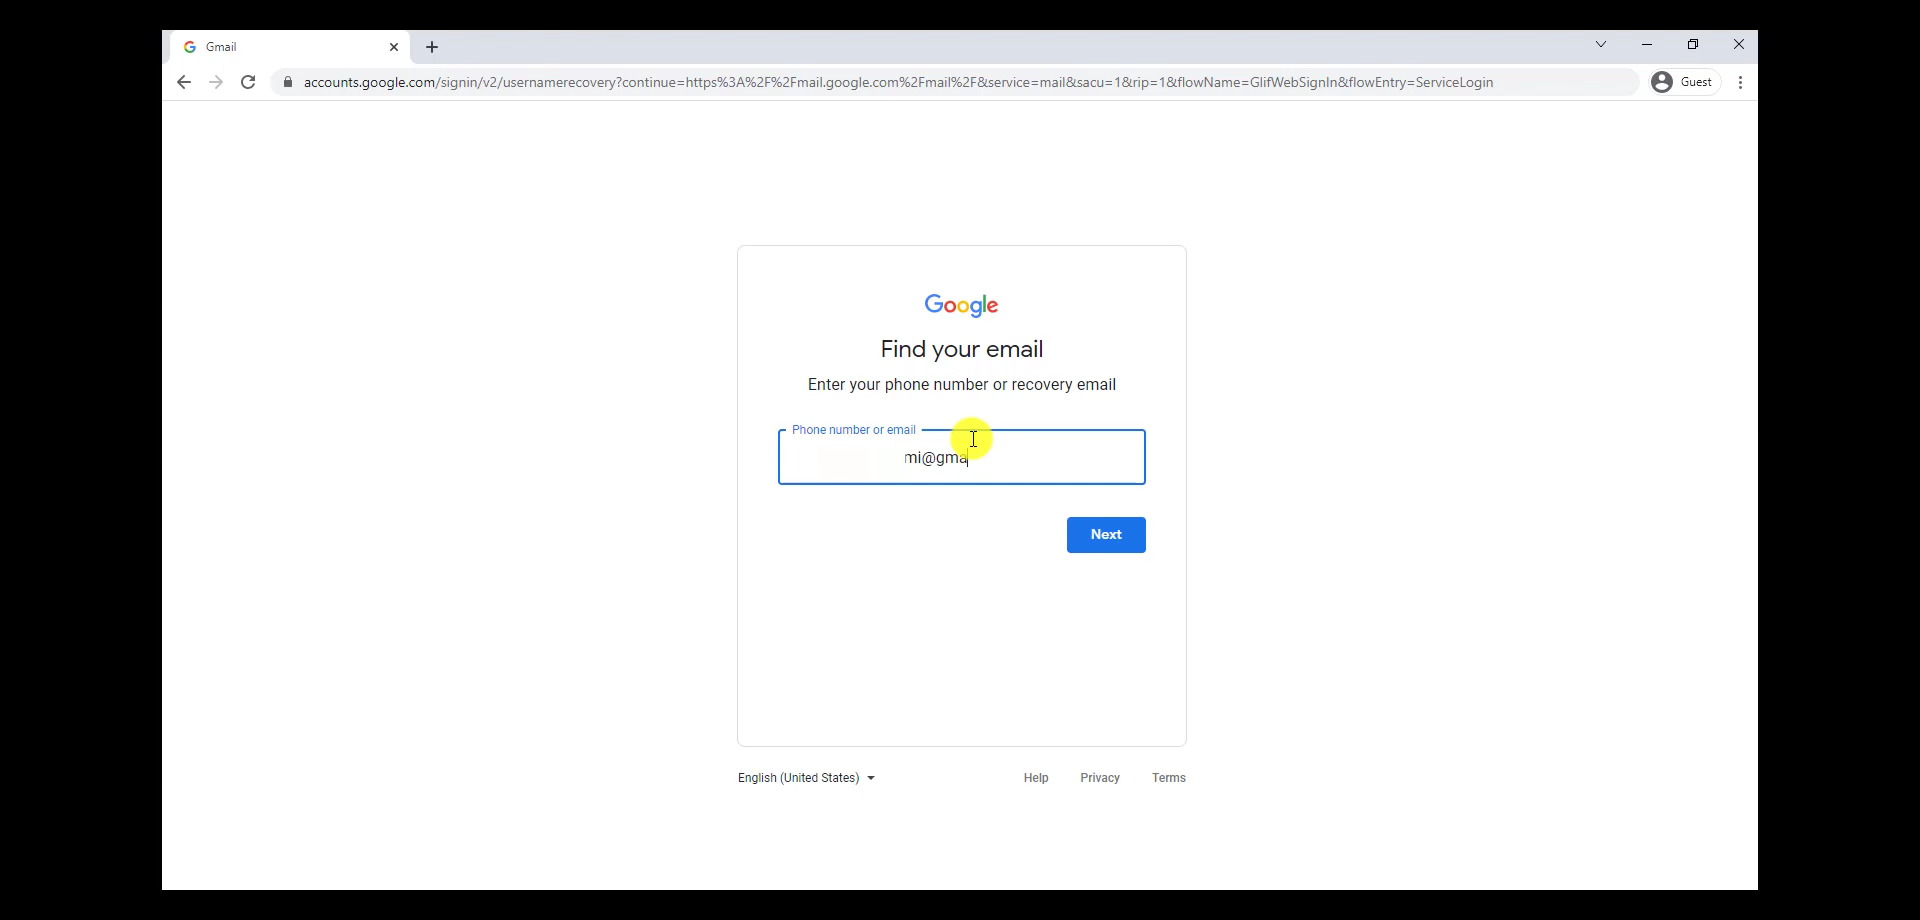 Gmail
accounts.google.com/signin/v2/usernamerecovery?continue=https%3A%2F%2Fmail.google.com%2Fmail%2F&service=mail&sacu=1&rip=1&flowName=GlifWebSignIn&flowEntry=ServiceLogin
Guest
Google
Find your email
Enter your phone number or recovery email
Phone number or email
mi@gma
Next
English (United States)
Help Privacy Terms